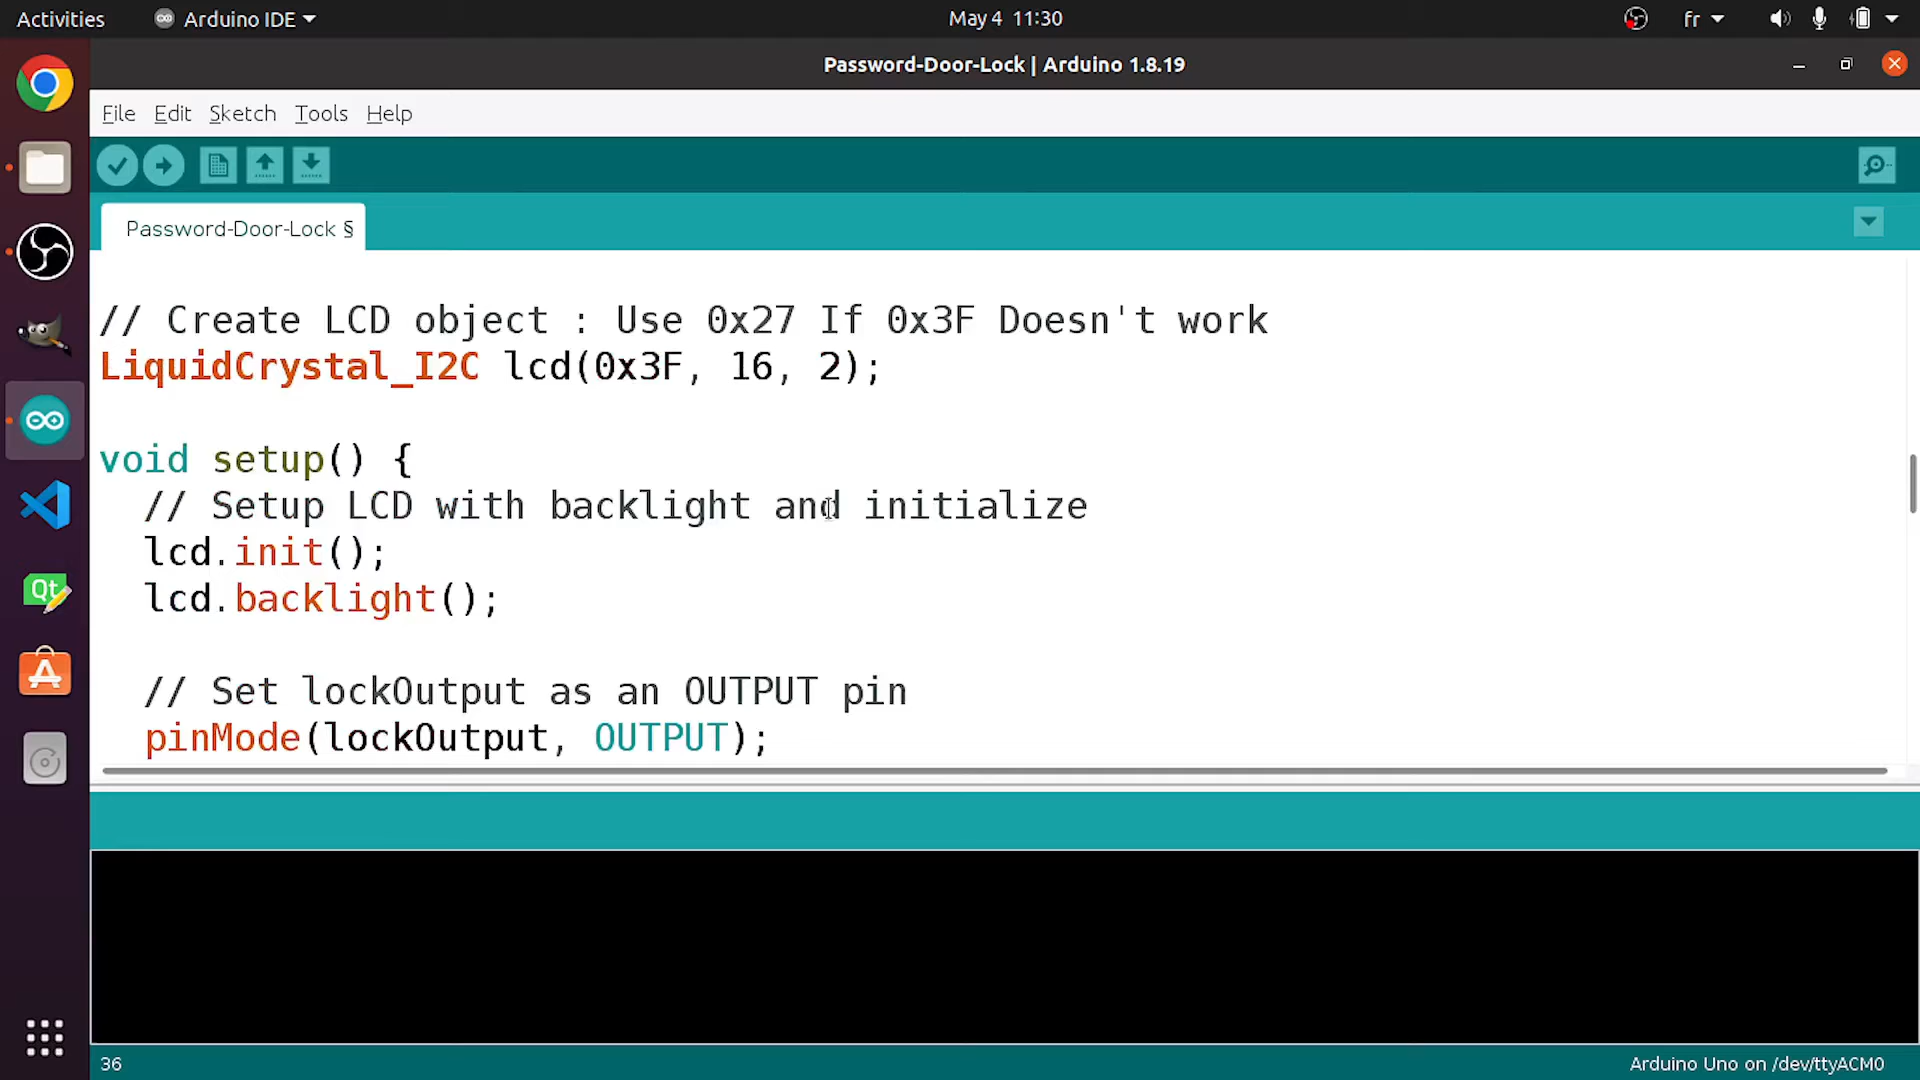 Activities
Arduino IDE
May 4 11:30
fr
Password-Door-Lock | Arduino 1.8.19
File Edit Sketch Tools Help
Password-Door-Lock §
// Create LCD object : Use 0x27 If 0x3F Doesn't work
LiquidCrystal_I2C lcd(0x3F, 16, 2);
void setup() {
// Setup LCD with backlight and initialize
lcd.init();
lcd.backlight();
// Set lockOutput as an OUTPUT pin
pinMode(lockOutput, OUTPUT);
Qt
36
Arduino Uno on /dev/ttyACM0